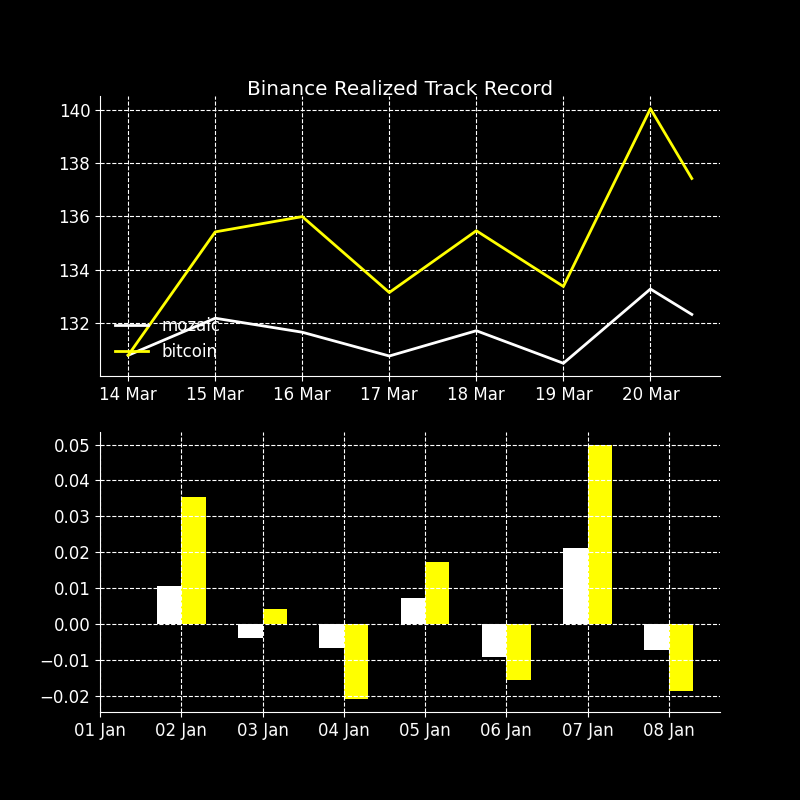 Binance Realized Track Record
140
138
136
134
132
mozaic
bitcoin
14 Mar 15 Mar 16 Mar 17 Mar 18 Mar 19 Mar 20 Mar
0.05
0.04
0.03
0.02
0.01
0.00
−0.01
−0.02
01 Jan 02 Jan 03 Jan 04 Jan 05 Jan 06 Jan 07 Jan 08 Jan